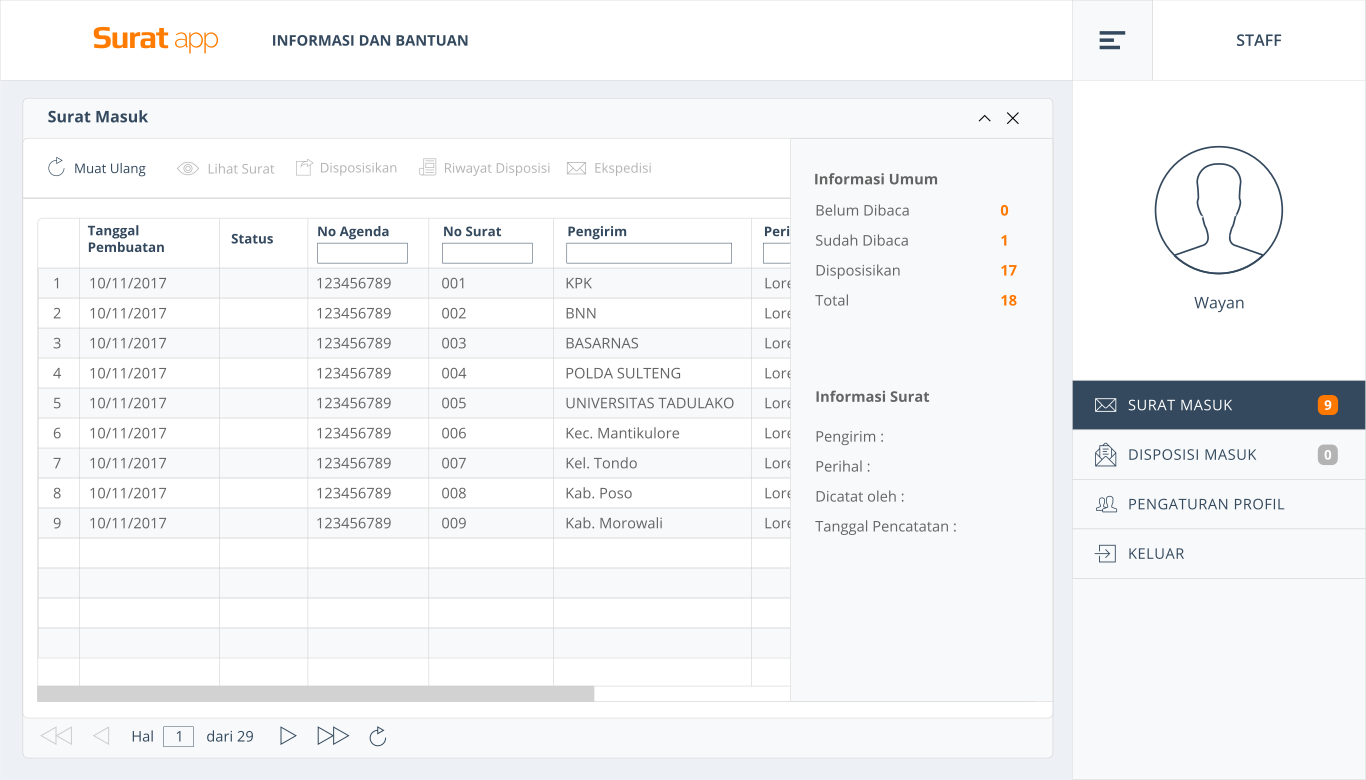 Surat app
INFORMASI DAN BANTUAN
STAFF
Surat Masuk
Muat Ulang Lihat Surat Disposisikan Riwayat Disposisi Ekspedisi
Tanggal Pembuatan Status No Agenda No Surat Pengirim Peri
1 10/11/2017 123456789 001 KPK Lore
2 10/11/2017 123456789 002 BNN Lore
3 10/11/2017 123456789 003 BASARNAS Lore
4 10/11/2017 123456789 004 POLDA SULTENG Lore
5 10/11/2017 123456789 005 UNIVERSITAS TADULAKO Lore
6 10/11/2017 123456789 006 Kec. Mantikulore Lore
7 10/11/2017 123456789 007 Kel. Tondo Lore
8 10/11/2017 123456789 008 Kab. Poso Lore
9 10/11/2017 123456789 009 Kab. Morowali Lore
Hal 1 dari 29
Informasi Umum
Belum Dibaca 0
Sudah Dibaca 1
Disposisikan 17
Total 18
Informasi Surat
Pengirim :
Perihal :
Dicatat oleh :
Tanggal Pencatatan :
Wayan
SURAT MASUK 9
DISPOSISI MASUK 0
PENGATURAN PROFIL
KELUAR